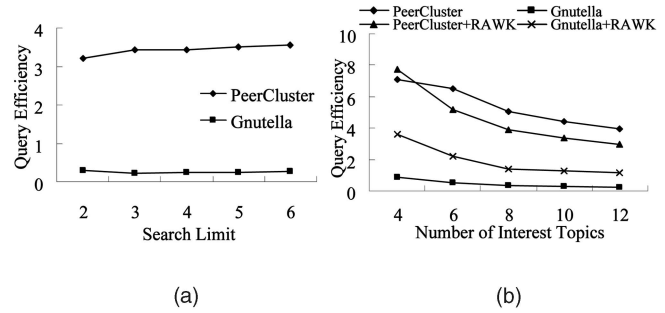 4
3
2
1
0
Query Efficiency
PeerCluster
Gnutella
2 3 4 5 6
Search Limit
(a)
PeerCluster Gnutella
PeerCluster+RAWK Gnutella+RAWK
10
8
6
4
2
0
Query Efficiency
4 6 8 10 12
Number of Interest Topics
(b)